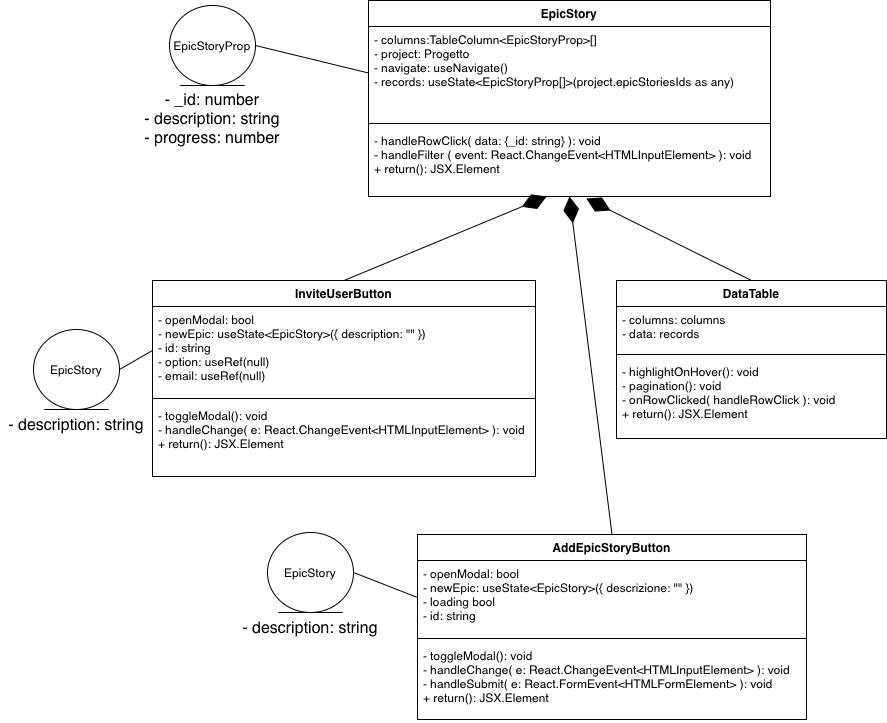 EpicStoryProp
- _id: number
- description: string
- progress: number
EpicStory
- columns:TableColumn<EpicStoryProp>[]
- project: Progetto
- navigate: useNavigate()
- records: useState<EpicStoryProp[]>(project.epicStoriesIds as any)
- handleRowClick( data: {_id: string} ): void
- handleFilter ( event: React.ChangeEvent<HTMLInputElement> ): void
+ return(): JSX.Element
EpicStory
- description: string
InviteUserButton
- openModal: bool
- newEpic: useState<EpicStory>({ description: "" })
- id: string
- option: useRef(null)
- email: useRef(null)
- toggleModal(): void
- handleChange( e: React.ChangeEvent<HTMLInputElement> ): void
+ return(): JSX.Element
DataTable
- columns: columns
- data: records
- highlightOnHover(): void
- pagination(): void
- onRowClicked( handleRowClick ): void
+ return(): JSX.Element
EpicStory
- description: string
AddEpicStoryButton
- openModal: bool
- newEpic: useState<EpicStory>({ descrizione: "" })
- loading bool
- id: string
- toggleModal(): void
- handleChange( e: React.ChangeEvent<HTMLInputElement> ): void
- handleSubmit( e: React.FormEvent<HTMLFormElement> ): void
+ return(): JSX.Element